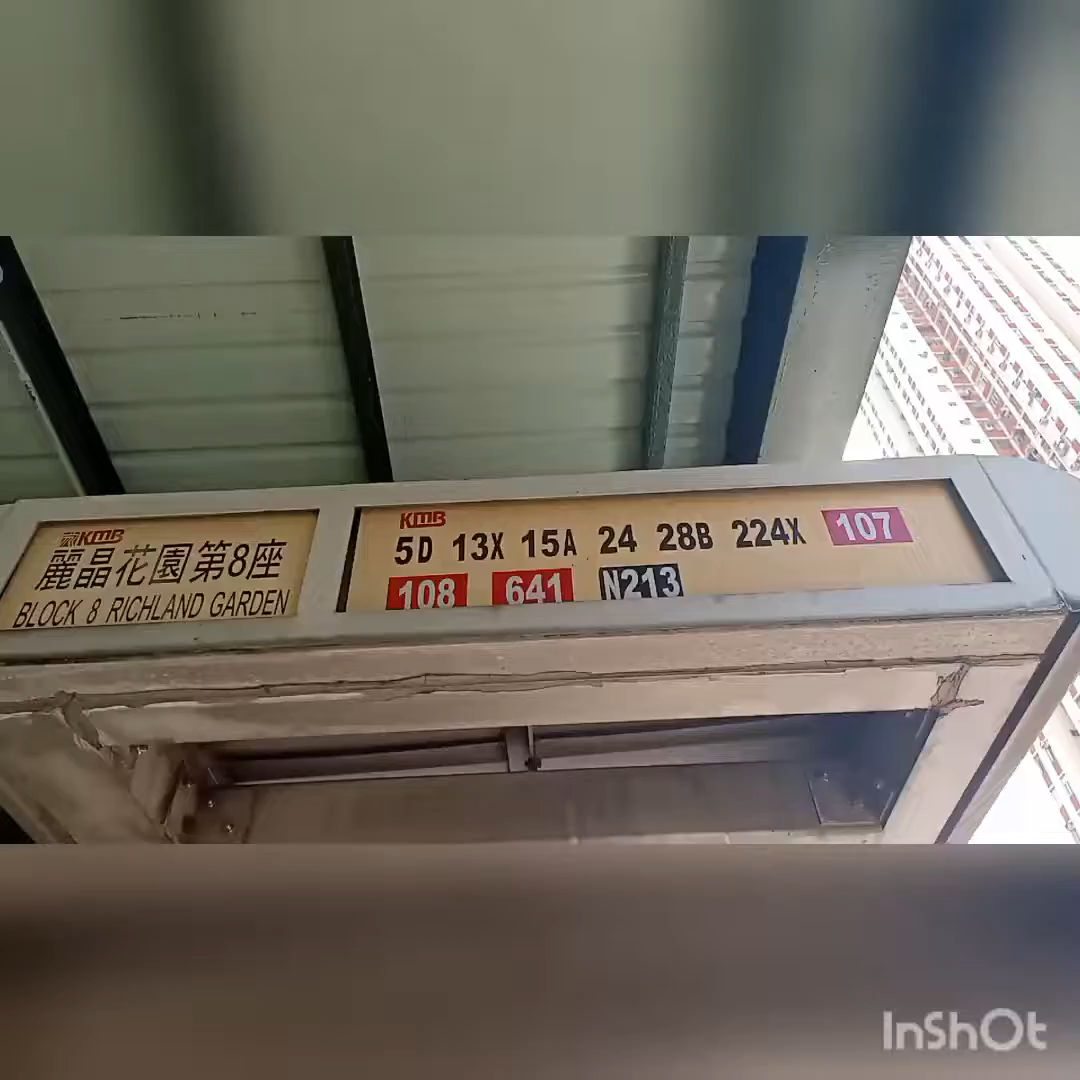 KMB
麗晶花園第8座
BLOCK 8 RICHLAND GARDEN
KMB
5D 13X 15A 24 28B 224X 107
108 641 N213
InShOt